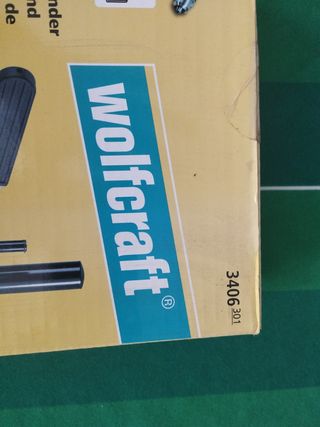 nder
nd
de
wolfcraft®
3406 301